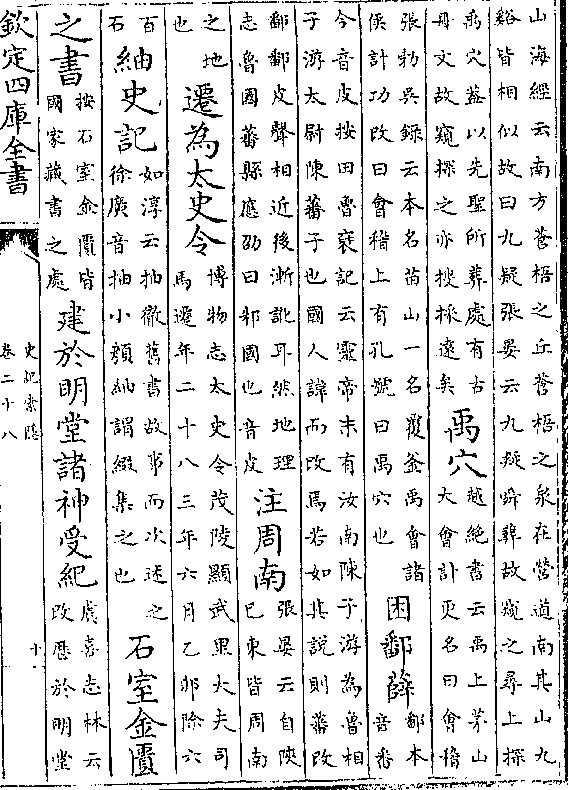 山海經云南方蒼梧之丘蒼梧之泉在營道南其山九
谿皆相似故曰九疑張晏云九疑舜葬故窺之尋上探
禹穴蓋以先聖所葬處有古
冊文故窺探之亦搜採遠矣
禹穴
越絕書云禹上茅山
大會計更名曰會稽
張勃吳録云本名苗山一名覆釜禹會諸
侯計功改曰會稽上有孔號曰禹穴也
困鄱薛
鄱本
音番
今音皮按田魯襄記云靈帝末有汝南陳子游為魯相
子游太尉陳蕃子也國人諱而改焉若如其說則蕃改
鄱鄱皮聲相近後漸訛耳然地理
志魯國蕃縣應劭曰邾國也音皮
注周南
張晏云自陝
已東皆周南
之地
也
遷為太史令
博物志太史令茂陵顯武里大夫司
馬遷年二十八三年六月乙卯除六
百
石
紬史記
如淳云抽徹舊書故事而次述之
徐廣音抽小顔紬謂綴集之也
石室金匱
之書
按石室金匱皆
國家藏書之處
建於明堂諸神受紀
虞喜志林云
改厯於明堂
欽定四庫全書
史記索隱
卷二十八
十一